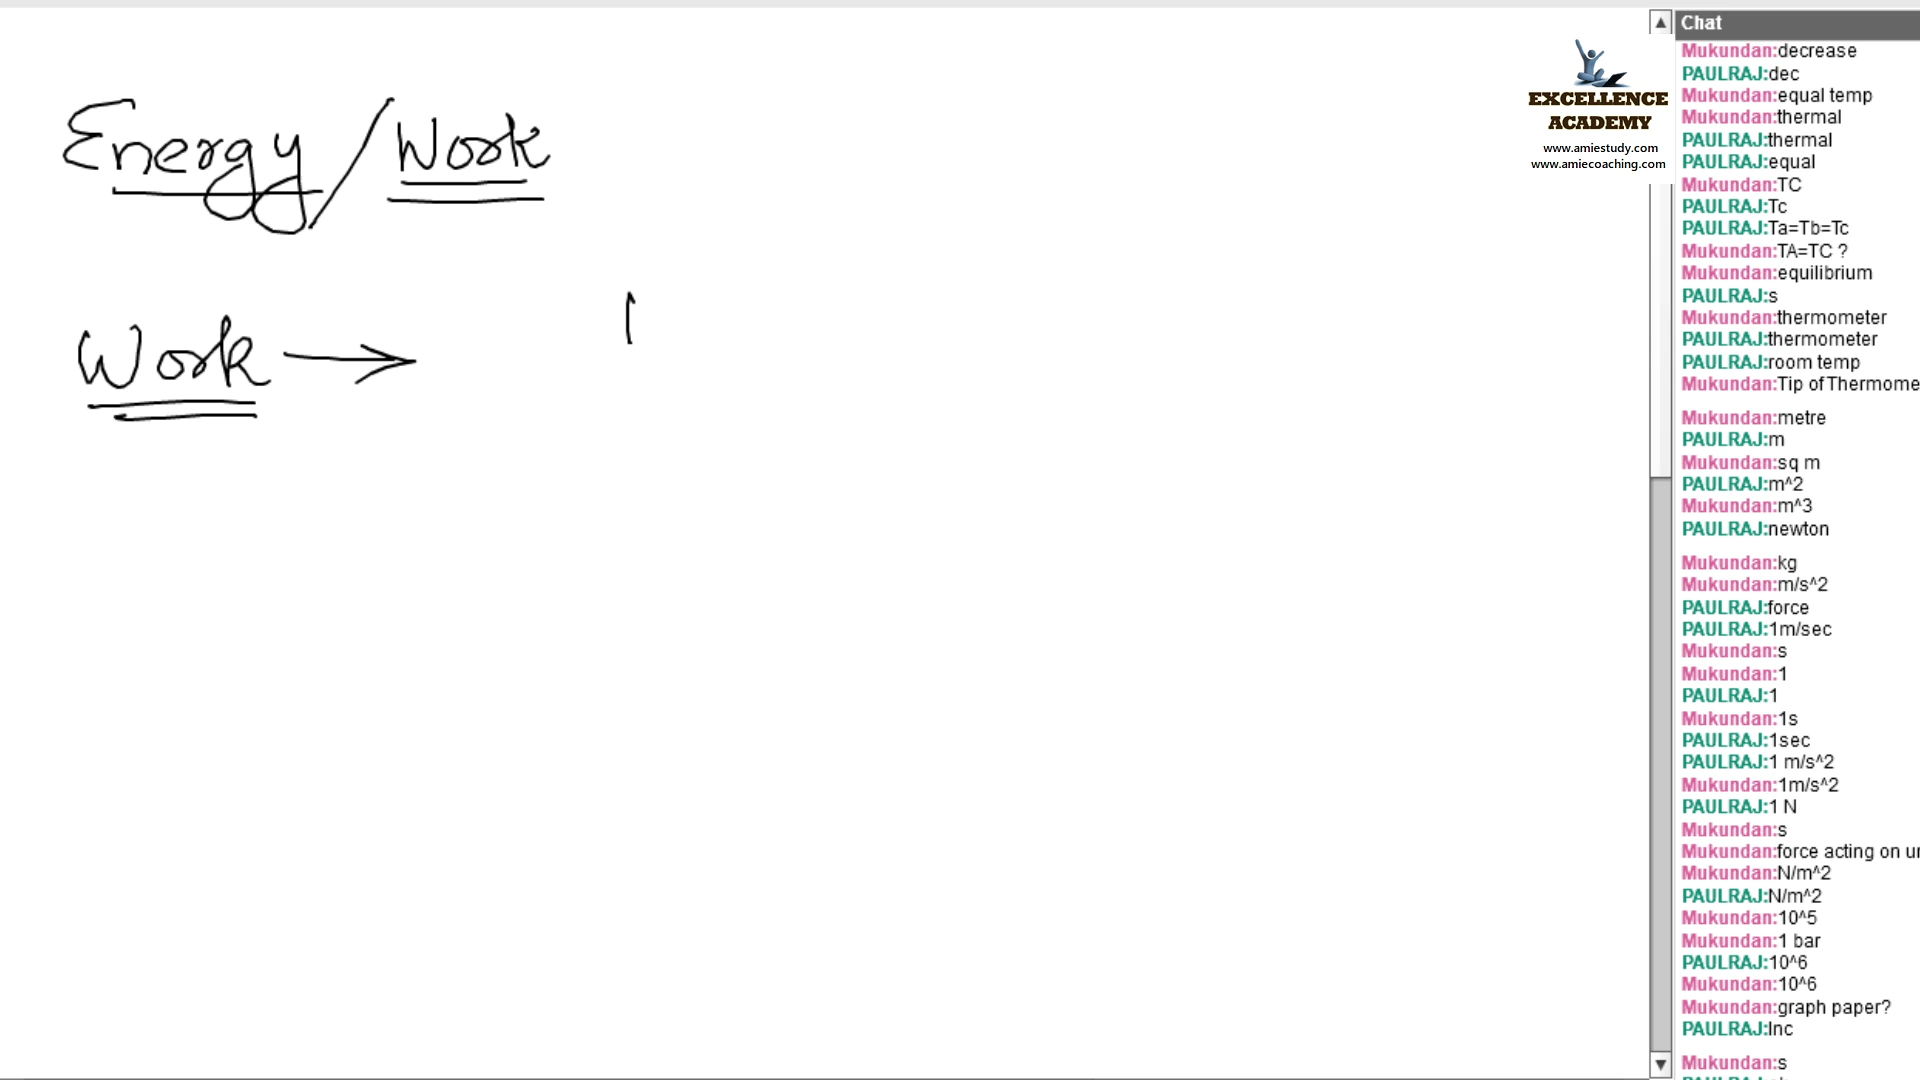 Energy/Work
Work →
EXCELLENCE
ACADEMY
www.amiestudy.com
www.amiecoaching.com
Chat
Mukundan:decrease
PAULRAJ:dec
Mukundan:equal temp
Mukundan:thermal
PAULRAJ:thermal
PAULRAJ:equal
Mukundan:TC
PAULRAJ:Tc
PAULRAJ:Ta=Tb=Tc
Mukundan:TA=TC ?
Mukundan:equilibrium
PAULRAJ:s
Mukundan:thermometer
PAULRAJ:thermometer
PAULRAJ:room temp
Mukundan:Tip of Thermome
Mukundan:metre
PAULRAJ:m
Mukundan:sq m
PAULRAJ:m^2
Mukundan:m^3
PAULRAJ:newton
Mukundan:kg
Mukundan:m/s^2
PAULRAJ:force
PAULRAJ:1m/sec
Mukundan:s
Mukundan:1
PAULRAJ:1
Mukundan:1s
PAULRAJ:1sec
PAULRAJ:1 m/s^2
Mukundan:1m/s^2
PAULRAJ:1 N
Mukundan:s
Mukundan:force acting on un
Mukundan:N/m^2
PAULRAJ:N/m^2
Mukundan:10^5
Mukundan:1 bar
PAULRAJ:10^6
Mukundan:10^6
Mukundan:graph paper?
PAULRAJ:Inc
Mukundan:s